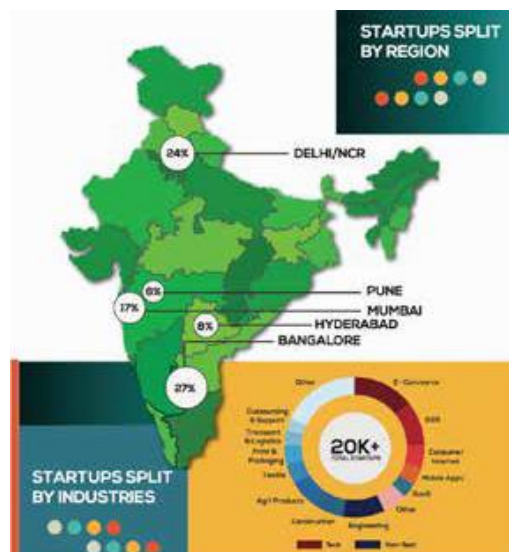 STARTUPS SPLIT
BY REGION
24%
DELHI/NCR
6%
PUNE
17%
MUMBAI
8%
HYDERABAD
BANGALORE
27%
STARTUPS SPLIT
BY INDUSTRIES
Other
E-Commerce
Outsourcing
& Support
B2B
Transport
& Logistics
20K+
TOTAL STARTUPS
Consumer
Internet
Print &
Packaging
Mobile Apps
Textile
SaaS
Agri Products
Other
Construction
Engineering
Tech
Non-Tech